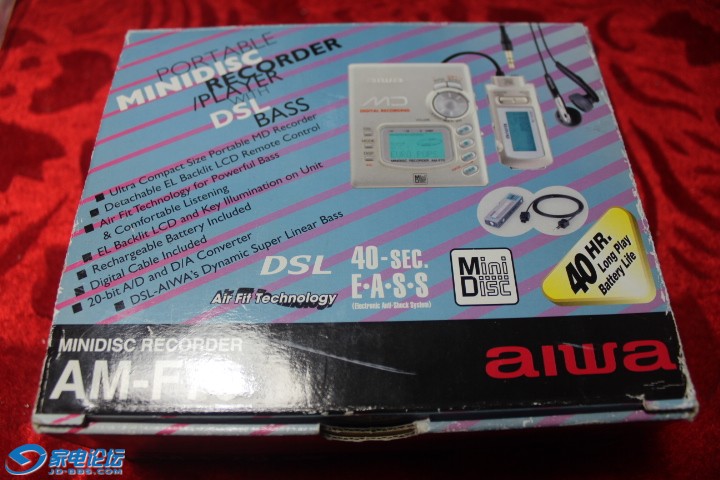 PORTABLE
MINIDISC
RECORDER
/PLAYER
WITH
DSL
BASS
Ultra Compact Size Portable MD Recorder
Detachable EL Backlit LCD Remote Control
Air Fit Technology for Powerful Bass
& Comfortable Listening
EL Backlit LCD and Key Illumination on Unit
Rechargeable Battery Included
Digital Cable Included
20-bit A/D and D/A Converter
DSL-AIWA's Dynamic Super Linear Bass
aiwa
MD
DSL
Air Fit Technology
40-SEC.
E•A•S•S
(Electronic Anti-Shock System)
Mini
Disc
40 HR.
Long Play
Battery Life
MINIDISC RECORDER
aiwa
家电论坛
JD-BBS.COM